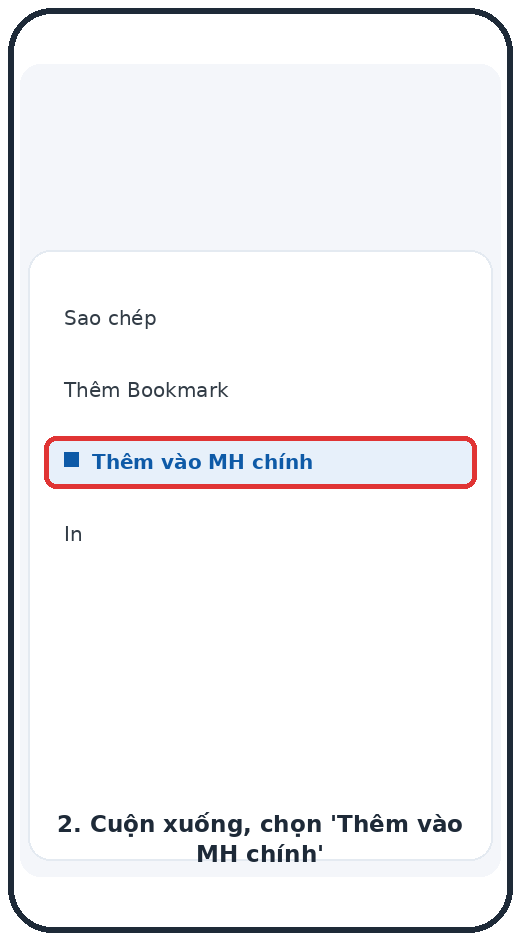 Sao chép
Thêm Bookmark
Thêm vào MH chính
In
2. Cuộn xuống, chọn 'Thêm vào
MH chính'